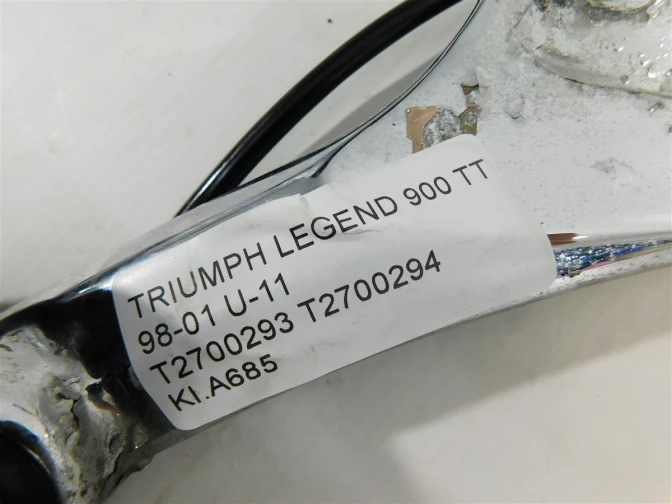 TRIUMPH LEGEND 900 TT
98-01 U-11
T2700293 T2700294
KI.A685